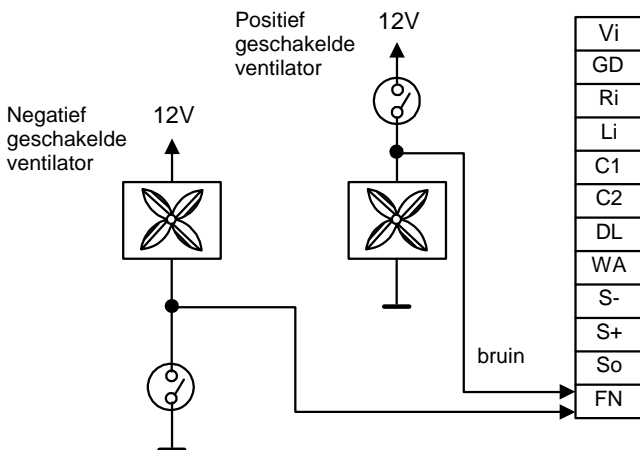 Positief
geschakelde
ventilator
12V
Negatief
geschakelde
ventilator
12V
bruin
Vi
GD
Ri
Li
C1
C2
DL
WA
S-
S+
So
FN